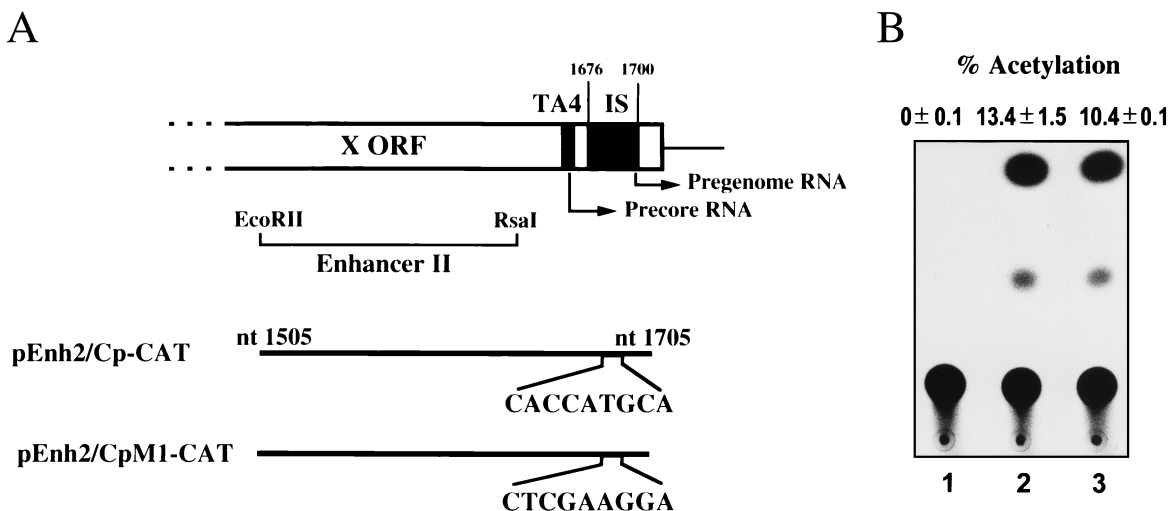 A
B
% Acetylation
0 ± 0.1 13.4 ± 1.5 10.4 ± 0.1
1676 1700
TA4 IS
X ORF
Pregenome RNA
Precore RNA
EcoRII RsaI
Enhancer II
nt 1505 nt 1705
pEnh2/Cp-CAT
CACCATGCA
pEnh2/CpM1-CAT
CTCGAAGGA
1 2 3